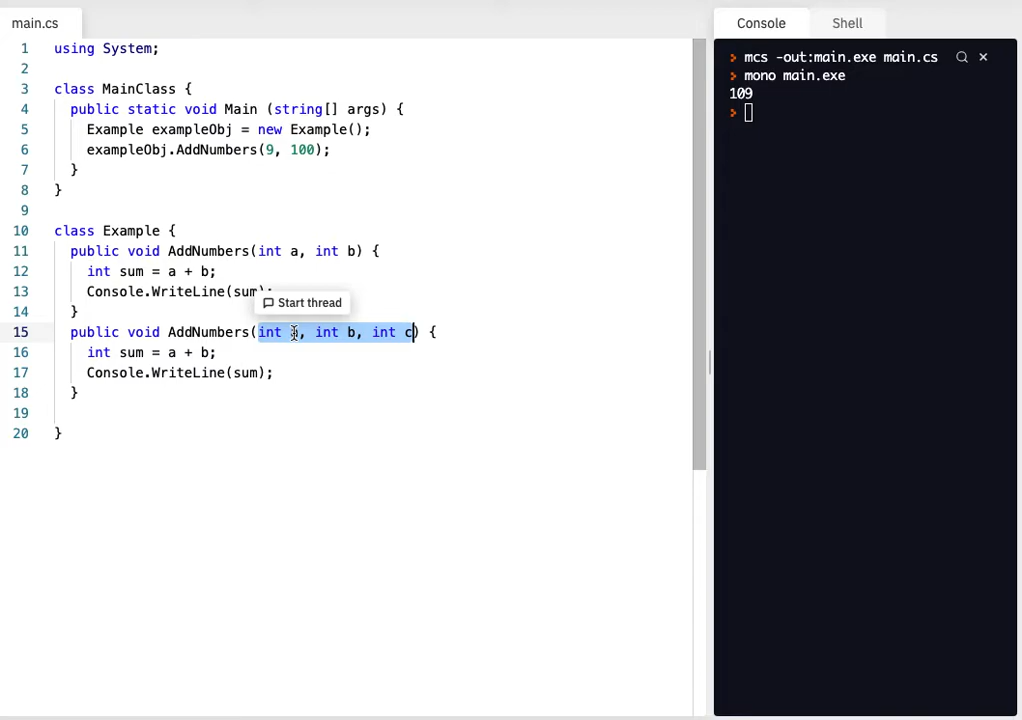 main.cs
1 using System;
2
3 class MainClass {
4 public static void Main (string[] args) {
5 Example exampleObj = new Example();
6 exampleObj.AddNumbers(9, 100);
7 }
8 }
9
10 class Example {
11 public void AddNumbers(int a, int b) {
12 int sum = a + b;
13 Console.WriteLine(sum);
Start thread
14 }
15 public void AddNumbers(int a, int b, int c) {
16 int sum = a + b;
17 Console.WriteLine(sum);
18 }
19
20 }
Console Shell
mcs -out:main.exe main.cs
mono main.exe
109